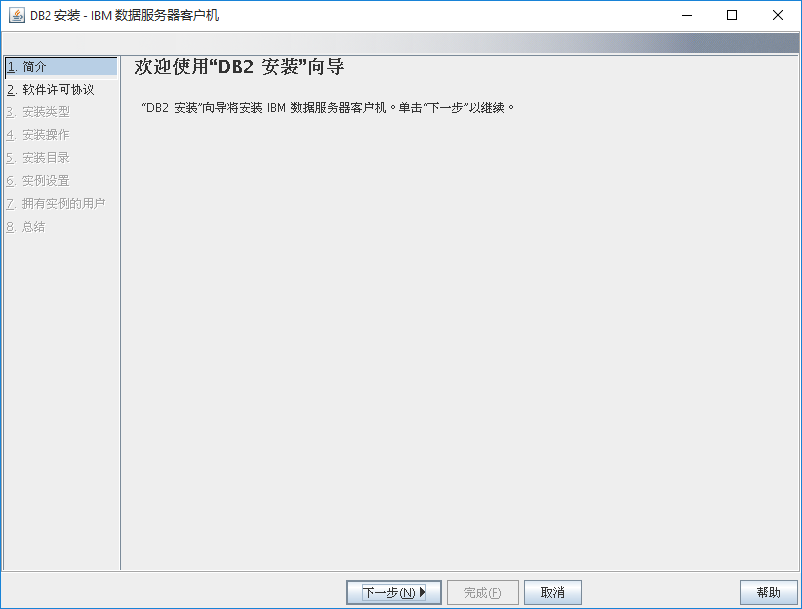 DB2 安装 - IBM 数据服务器客户机
1. 简介
2. 软件许可协议
3. 安装类型
4. 安装操作
5. 安装目录
6. 实例设置
7. 拥有实例的用户
8. 总结
欢迎使用“DB2 安装”向导
“DB2 安装”向导将安装 IBM 数据服务器客户机。单击“下一步”以继续。
下一步(N)
完成(F)
取消
帮助